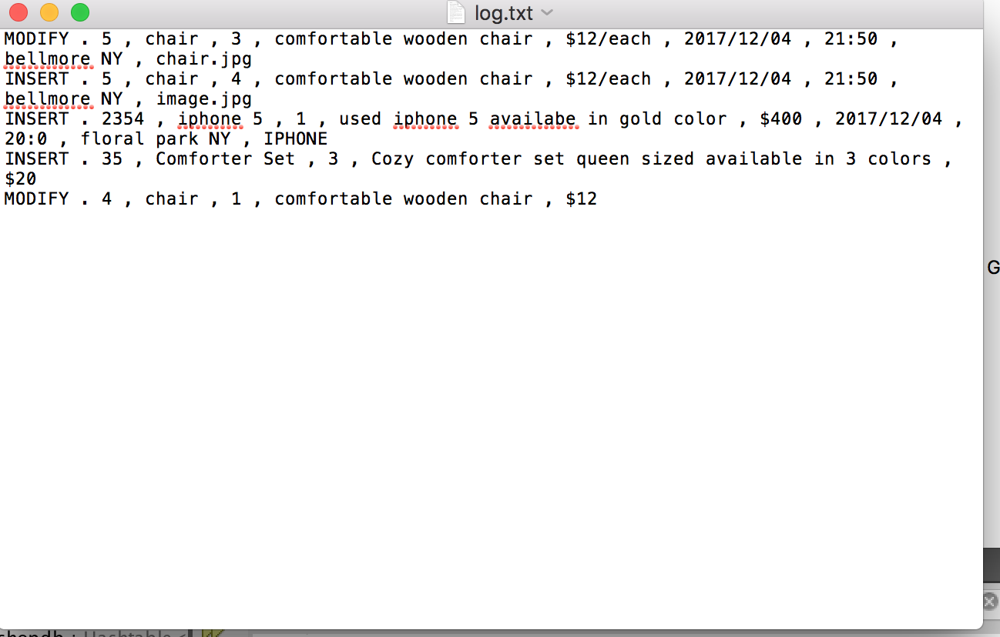 log.txt
MODIFY . 5 , chair , 3 , comfortable wooden chair , $12/each , 2017/12/04 , 21:50 ,
bellmore NY , chair.jpg
INSERT . 5 , chair , 4 , comfortable wooden chair , $12/each , 2017/12/04 , 21:50 ,
bellmore NY , image.jpg
INSERT . 2354 , iphone 5 , 1 , used iphone 5 availabe in gold color , $400 , 2017/12/04 ,
20:0 , floral park NY , IPHONE
INSERT . 35 , Comforter Set , 3 , Cozy comforter set queen sized available in 3 colors ,
$20
MODIFY . 4 , chair , 1 , comfortable wooden chair , $12
G